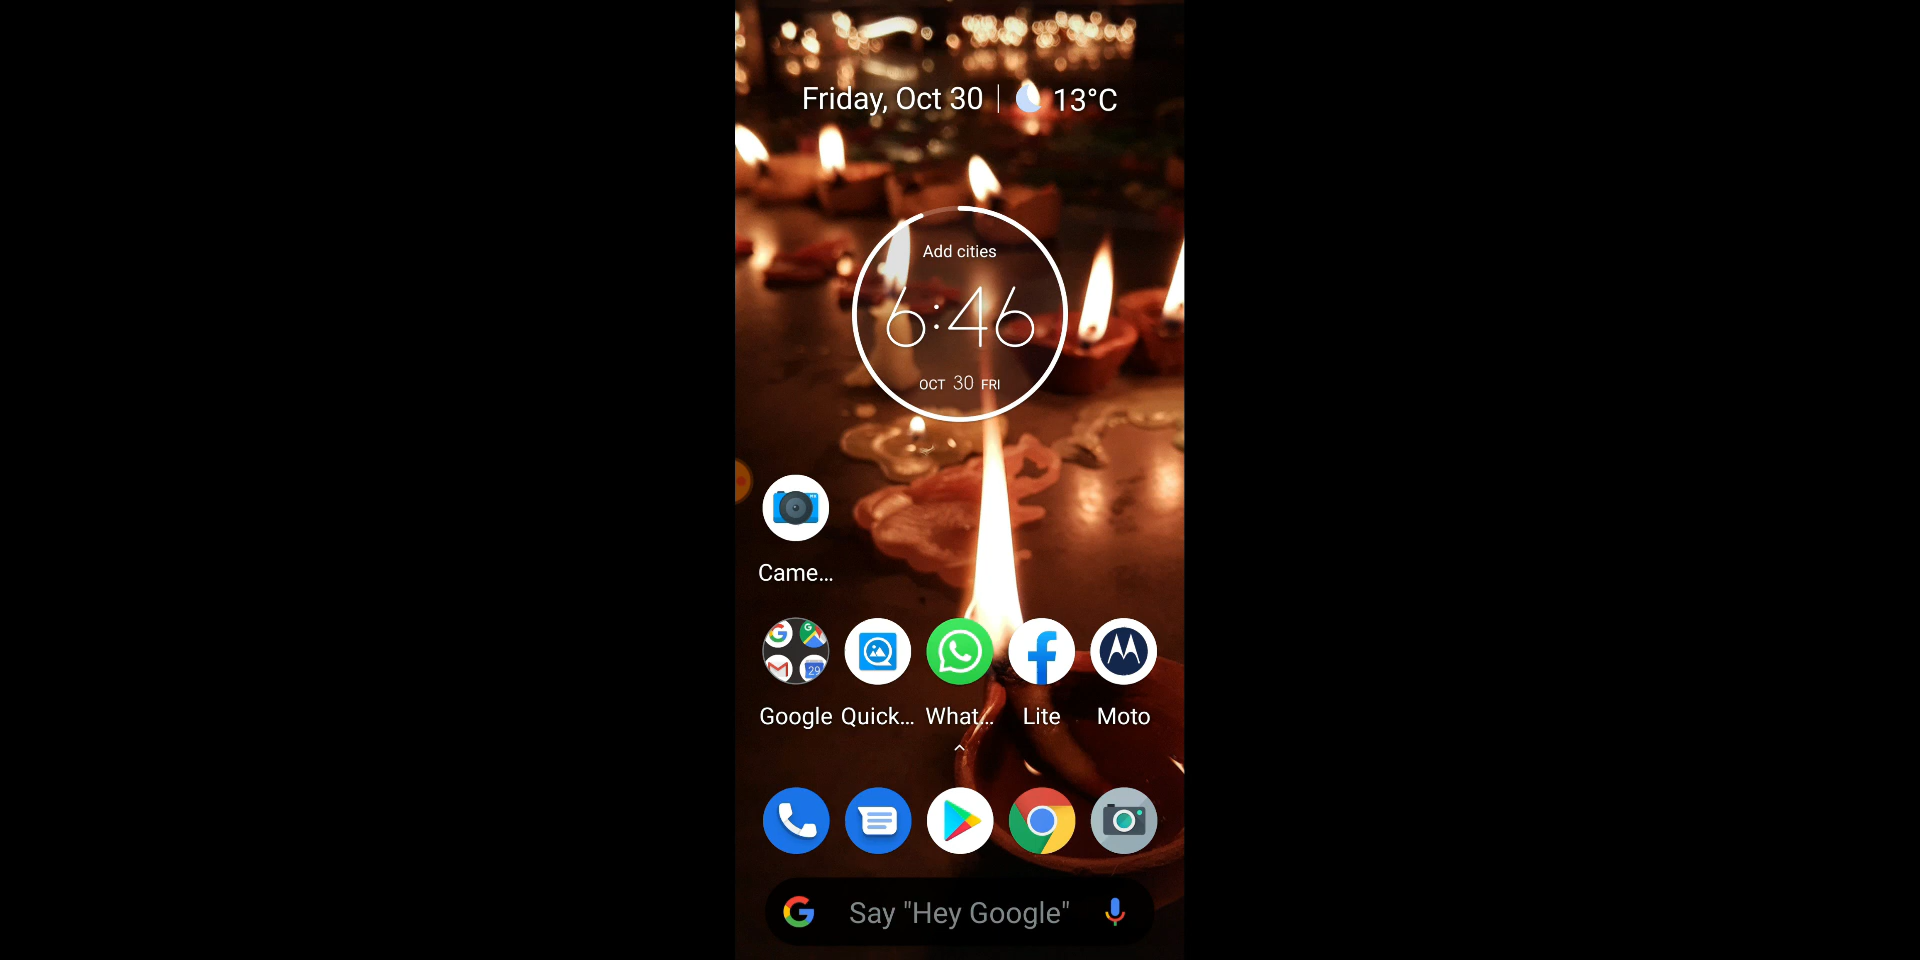 Friday, Oct 30 | 13°C
Add cities
6:46
OCT 30 FRI
Came...
29
Google Quick... What... Lite Moto
Say "Hey Google"